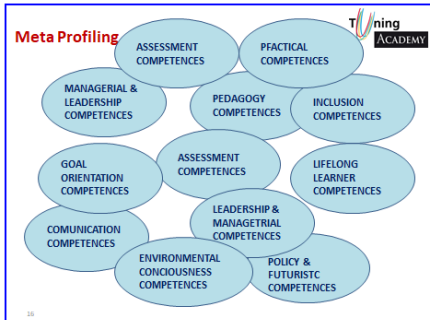 Meta Profiling
Tuning
ACADEMY
ASSESSMENT
COMPETENCES
PFACTICAL
COMPETENCES
MANAGERIAL &
LEADERSHIP
COMPETENCES
PEDAGOGY
COMPETENCES
INCLUSION
COMPETENCES
GOAL
ORIENTATION
COMPETENCES
ASSESSMENT
COMPETENCES
LIFELONG
LEARNER
COMPETENCES
COMUNICATION
COMPETENCES
LEADERSHIP &
MANAGETRIAL
COMPETENCES
ENVIRONMENTAL
CONCIOUSNESS
COMPETENCES
POLICY &
FUTURISTC
COMPETENCES
16